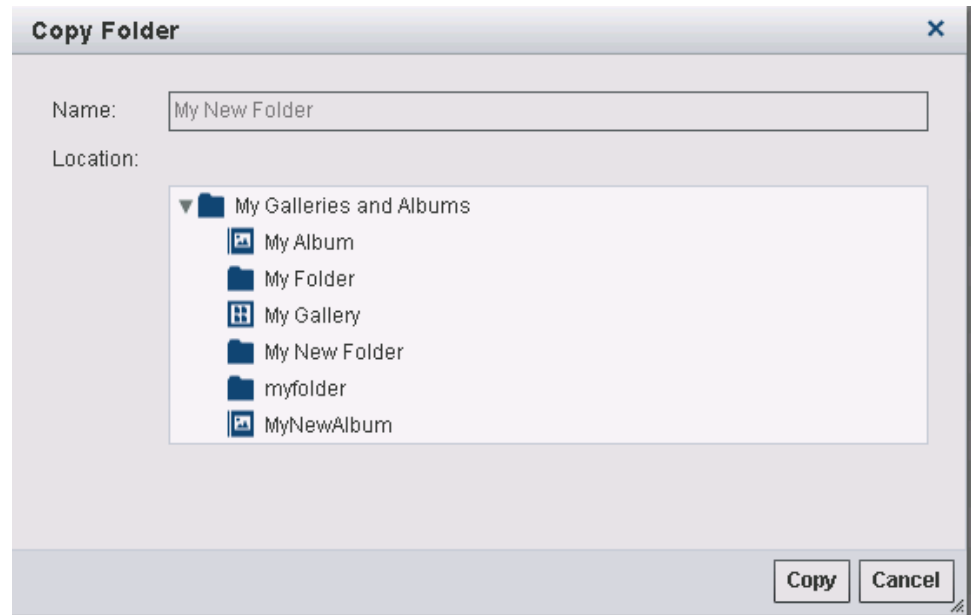 Copy Folder
Name: My New Folder
Location:
My Galleries and Albums
My Album
My Folder
My Gallery
My New Folder
myfolder
MyNewAlbum
Copy Cancel